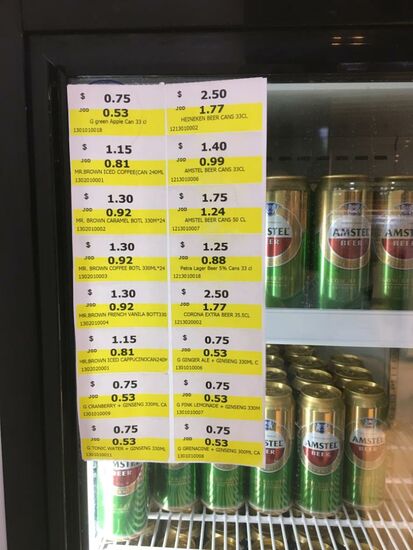 $ 0.75
JOD 0.53
G green Apple Can 33 cl
1301010018
$ 1.15
JOD 0.81
MR.BROWN ICED COFFEE(CAN 240ML
1302010001
$ 1.30
JOD 0.92
MR. BROWN CARAMEL BOTL 330M*24
1302010002
$ 1.30
JOD 0.92
MR. BROWN COFFEE BOTL 330ML*24
1302010003
$ 1.30
JOD 0.92
MR.BROWN FRENCH VANILA BOTT330
1302010004
$ 1.15
JOD 0.81
MR.BROWN ICED CAPPUCINOCAN240M
1302020001
$ 0.75
JOD 0.53
G CRANBERRY + GINSENG 330ML CA
1301010009
$ 0.75
JOD 0.53
G TONIC WATER + GINSENG 330ML
1301010011
$ 2.50
JOD 1.77
HEINEKEN BEER CANS 33CL
1213010002
$ 1.40
JOD 0.99
AMSTEL BEER CANS 33CL
1213010006
$ 1.75
JOD 1.24
AMSTEL BEER CANS 50 CL
1213010007
$ 1.25
JOD 0.88
Petra Lager Beer 5% Cans 33 cl
1213010018
$ 2.50
JOD 1.77
CORONA EXTRA BEER 35.5CL
1213020002
$ 0.75
JOD 0.53
G GINGER ALE + GINSENG 330ML C
1301010006
$ 0.75
JOD 0.53
G PINK LEMONADE + GINSENG 330M
1301010007
$ 0.75
JOD 0.53
G GRENADINE + GINSENG 300ML CA
1301010008
AMSTEL
BEER
AMSTEL
BEER
AMSTEL
BEER
AMSTEL
BEER